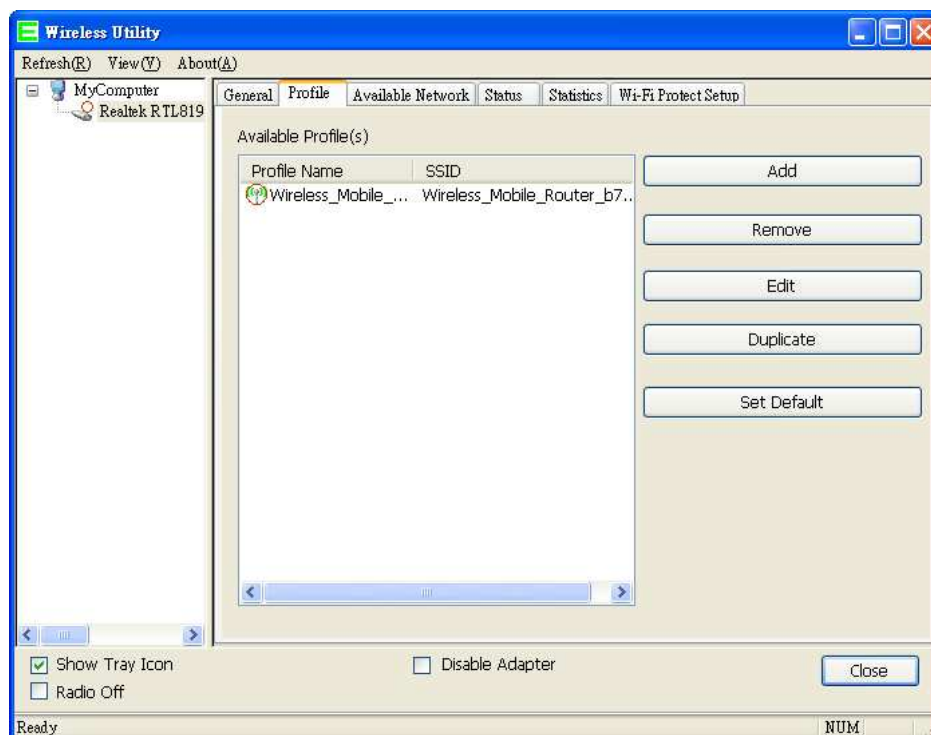 Wireless Utility
Refresh(R) View(V) About(A)
MyComputer
Realtek RTL819
General Profile Available Network Status Statistics Wi-Fi Protect Setup
Available Profile(s)
Profile Name SSID
Wireless_Mobile_... Wireless_Mobile_Router_b7..
Add
Remove
Edit
Duplicate
Set Default
Show Tray Icon
Disable Adapter
Close
Radio Off
Ready
NUM